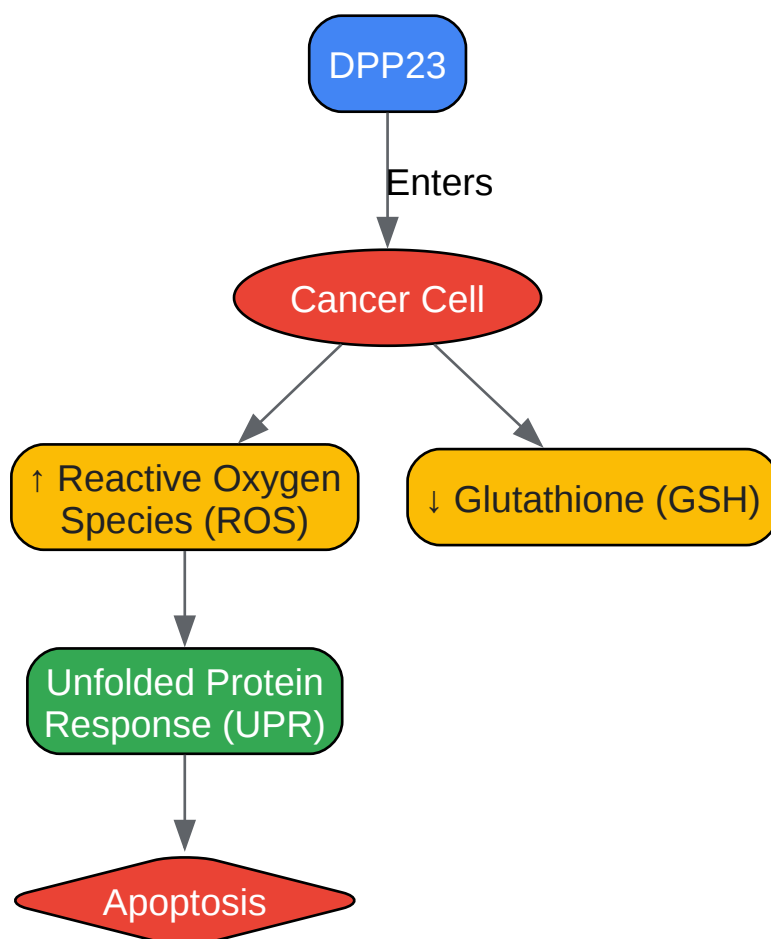 DPP23
Enters
Cancer Cell
↑ Reactive Oxygen
Species (ROS)
↓ Glutathione (GSH)
Unfolded Protein
Response (UPR)
Apoptosis